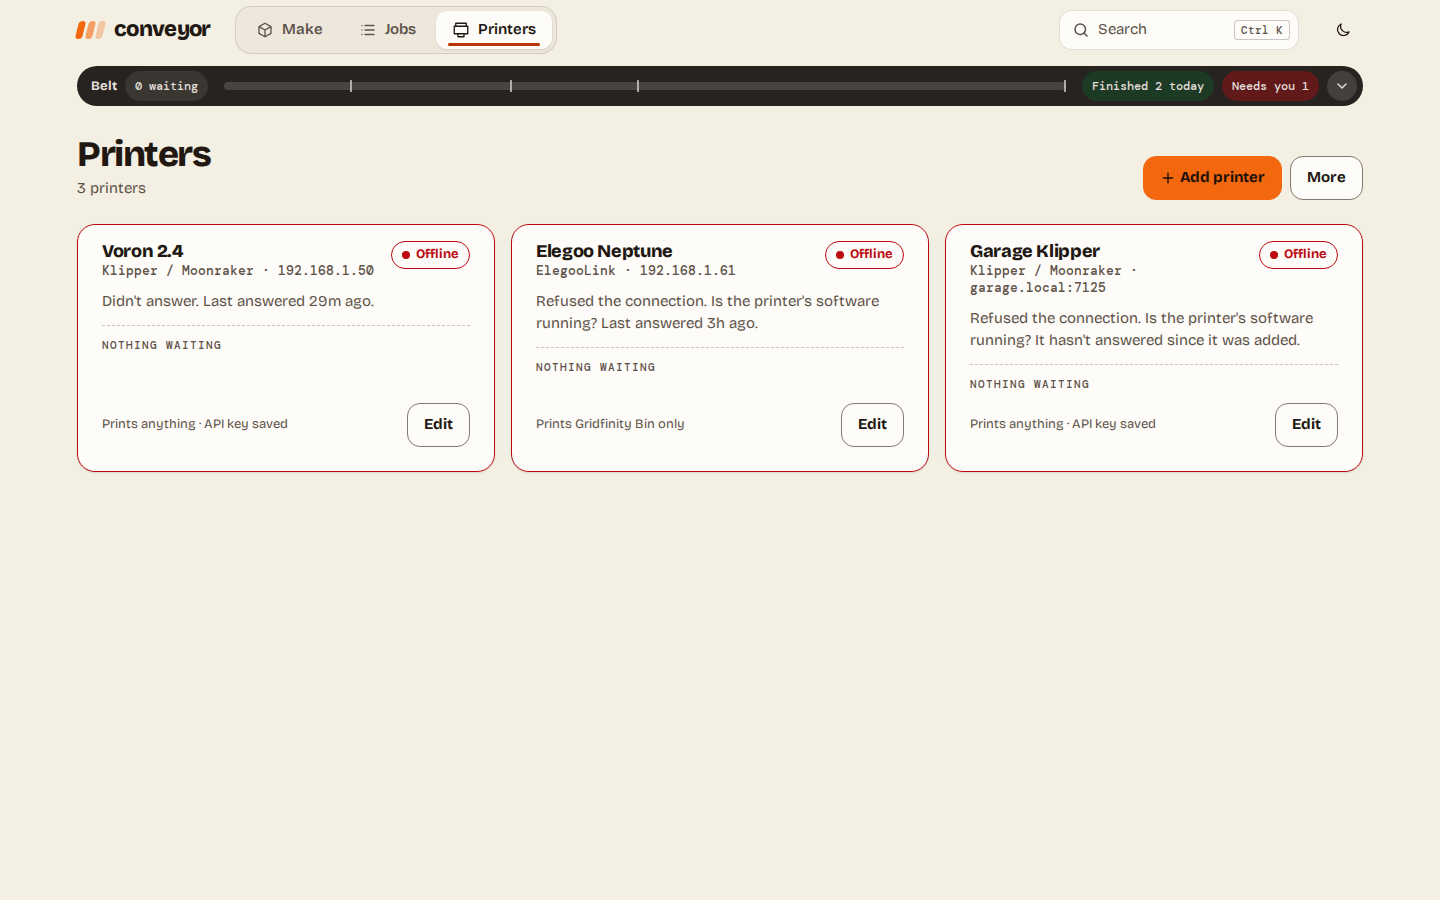 conveyor
Make
Jobs
Printers
Search
Ctrl K
Belt
0 waiting
Finished 2 today
Needs you 1
Printers
3 printers
+ Add printer
More
Voron 2.4
Offline
Klipper / Moonraker · 192.168.1.50
Didn't answer. Last answered 29m ago.
NOTHING WAITING
Prints anything · API key saved
Edit
Elegoo Neptune
Offline
ElegooLink · 192.168.1.61
Refused the connection. Is the printer's software
running? Last answered 3h ago.
NOTHING WAITING
Prints Gridfinity Bin only
Edit
Garage Klipper
Offline
Klipper / Moonraker ·
garage.local:7125
Refused the connection. Is the printer's software
running? It hasn't answered since it was added.
NOTHING WAITING
Prints anything · API key saved
Edit